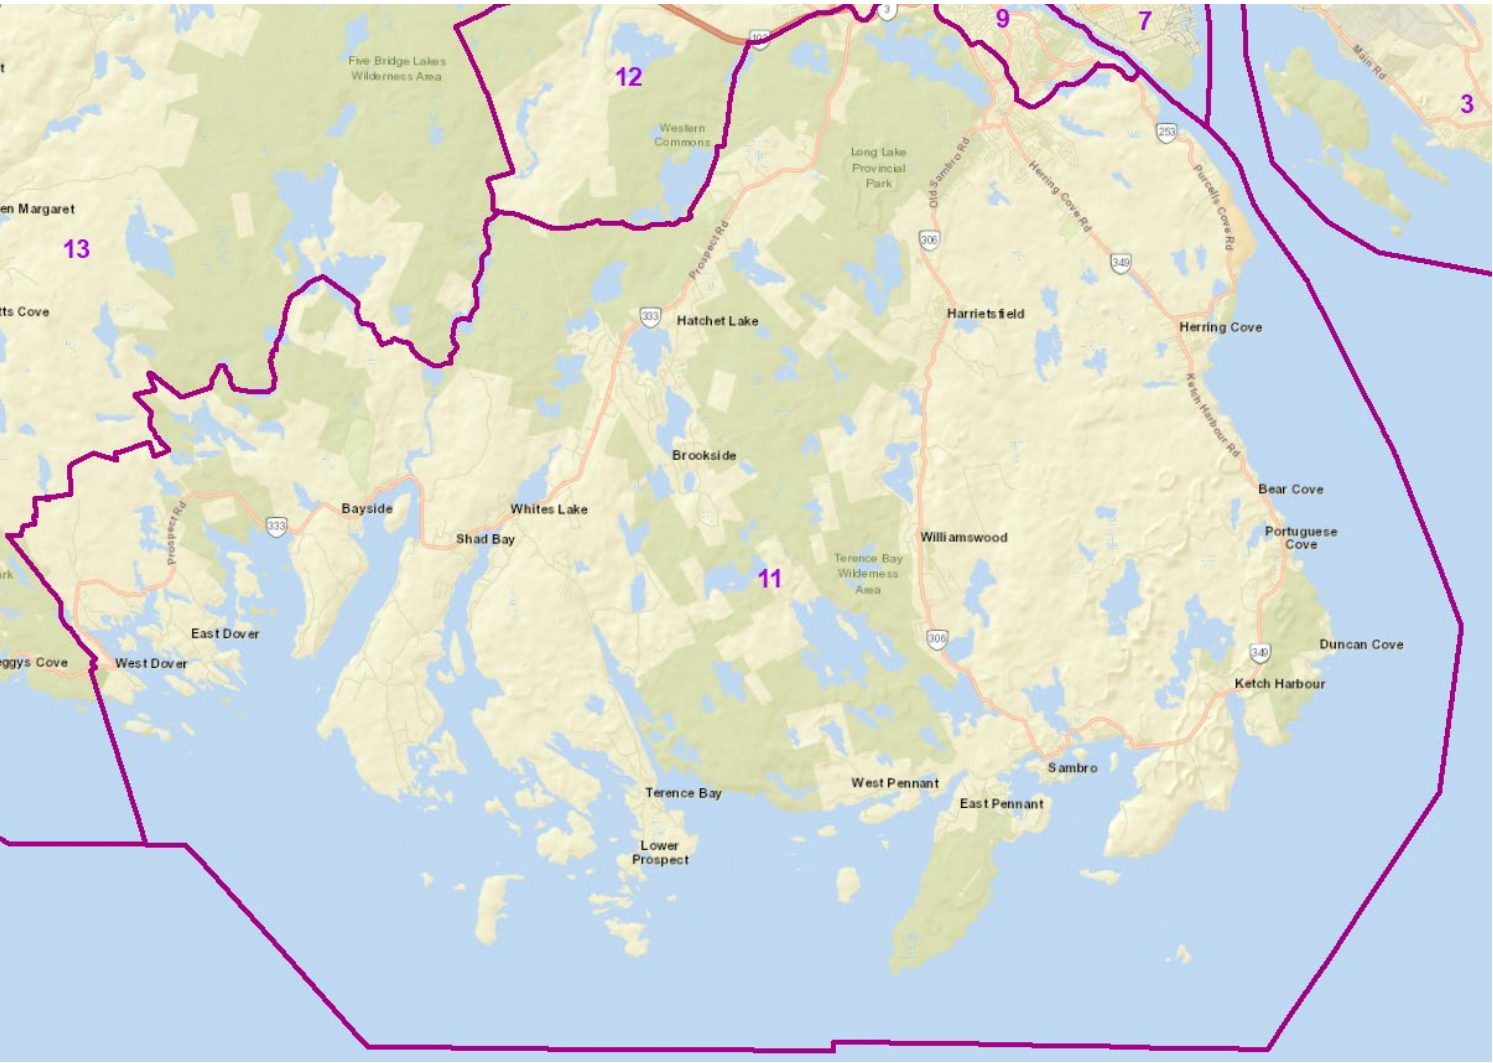 3
9
7
102
Five Bridge Lakes
Wilderness Area
12
Main Rd
3
Western
Commons
253
Long Lake
Provincial
Park
Old Sambro Rd
Herring Cove Rd
Purcells Cove Rd
en Margaret
13
Prospect Rd
306
349
tts Cove
333
Hatchet Lake
Harrietsfield
Herring Cove
Ketch Harbour Rd
Brookside
Bear Cove
Prospect Rd
Bayside
Whites Lake
333
Shad Bay
Williamswood
Portuguese
Cove
ark
11
Terence Bay
Wilderness
Area
East Dover
306
Duncan Cove
349
eggys Cove
West Dover
Ketch Harbour
Sambro
Terence Bay
West Pennant
East Pennant
Lower
Prospect